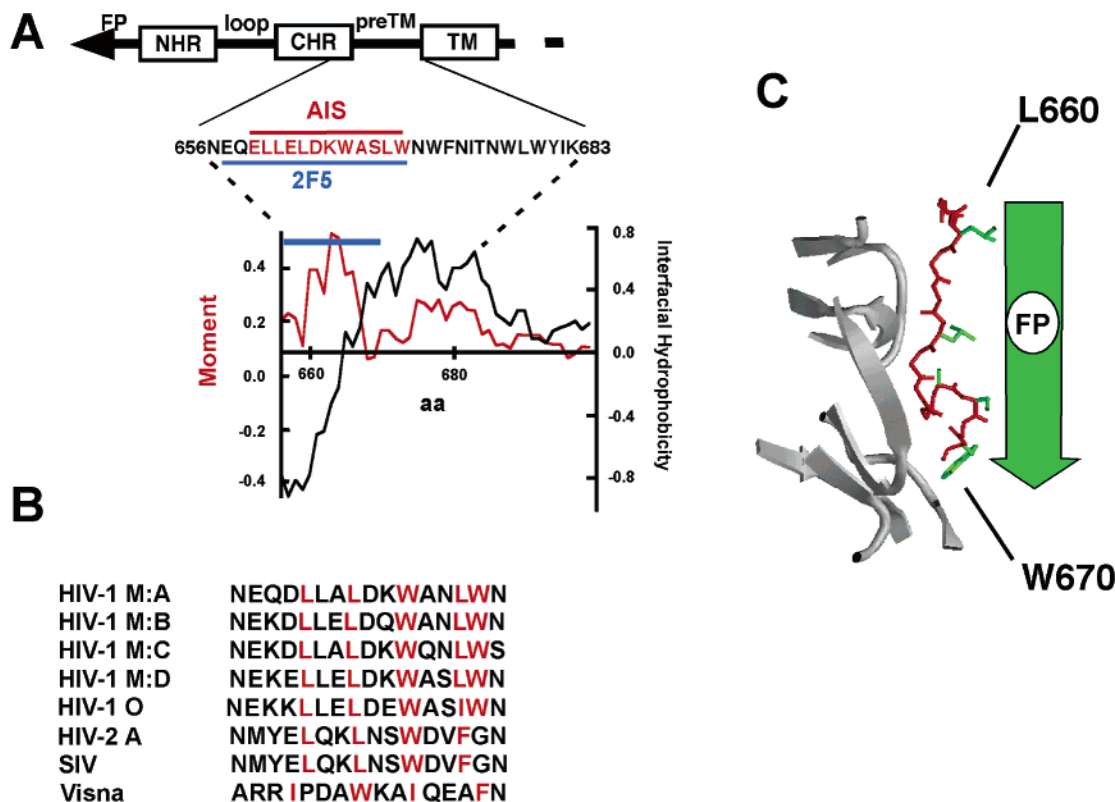 A
FP
loop
preTM
NHR
CHR
TM
AIS
656NEQELLELDKWASLWNWFNITNWLWYIK683
2F5
Moment
0.4
0.2
0.0
-0.2
-0.4
660
680
aa
0.8
0.4
0.0
-0.4
-0.8
Interfacial Hydrophobicity
B
HIV-1 M:A NEQDLLALDKWANLWN
HIV-1 M:B NEKDLLELDQWANLWN
HIV-1 M:C NEKDLLALDKWQNLWS
HIV-1 M:D NEKELLELDKWASLWN
HIV-1 O NEKKLLELDEWASIWN
HIV-2 A NMYELQKLNSWDVFGN
SIV NMYELQKLNSWDVFGN
Visna ARRIPDAWKAIQEAFN
C
L660
FP
W670